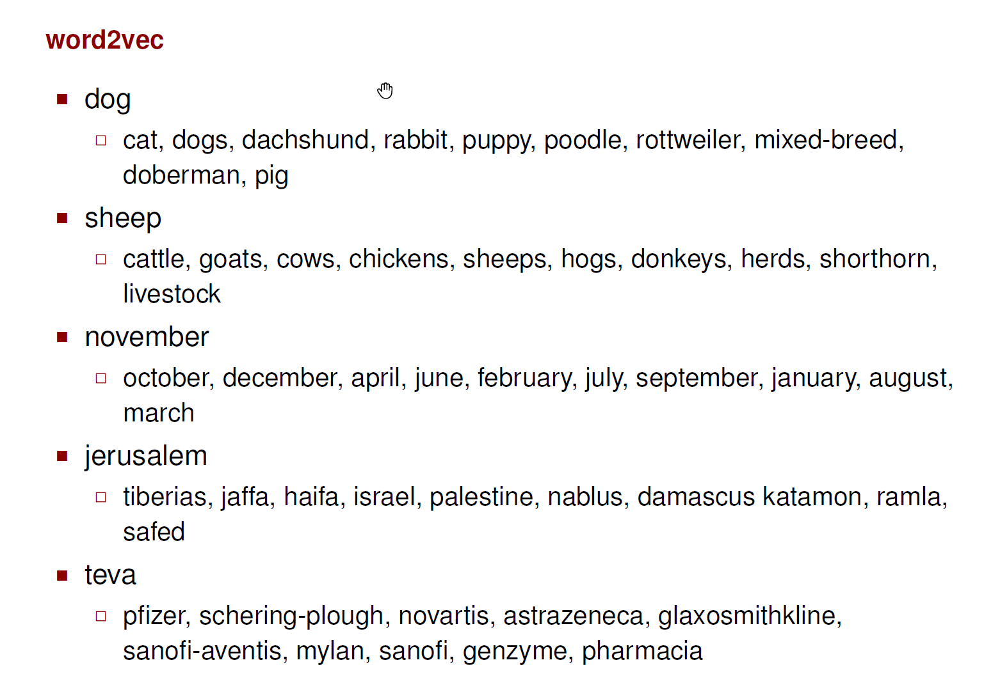 word2vec
dog
cat, dogs, dachshund, rabbit, puppy, poodle, rottweiler, mixed-breed,
doberman, pig
sheep
cattle, goats, cows, chickens, sheeps, hogs, donkeys, herds, shorthorn,
livestock
november
october, december, april, june, february, july, september, january, august,
march
jerusalem
tiberias, jaffa, haifa, israel, palestine, nablus, damascus katamon, ramla,
safed
teva
pfizer, schering-plough, novartis, astrazeneca, glaxosmithkline,
sanofi-aventis, mylan, sanofi, genzyme, pharmacia